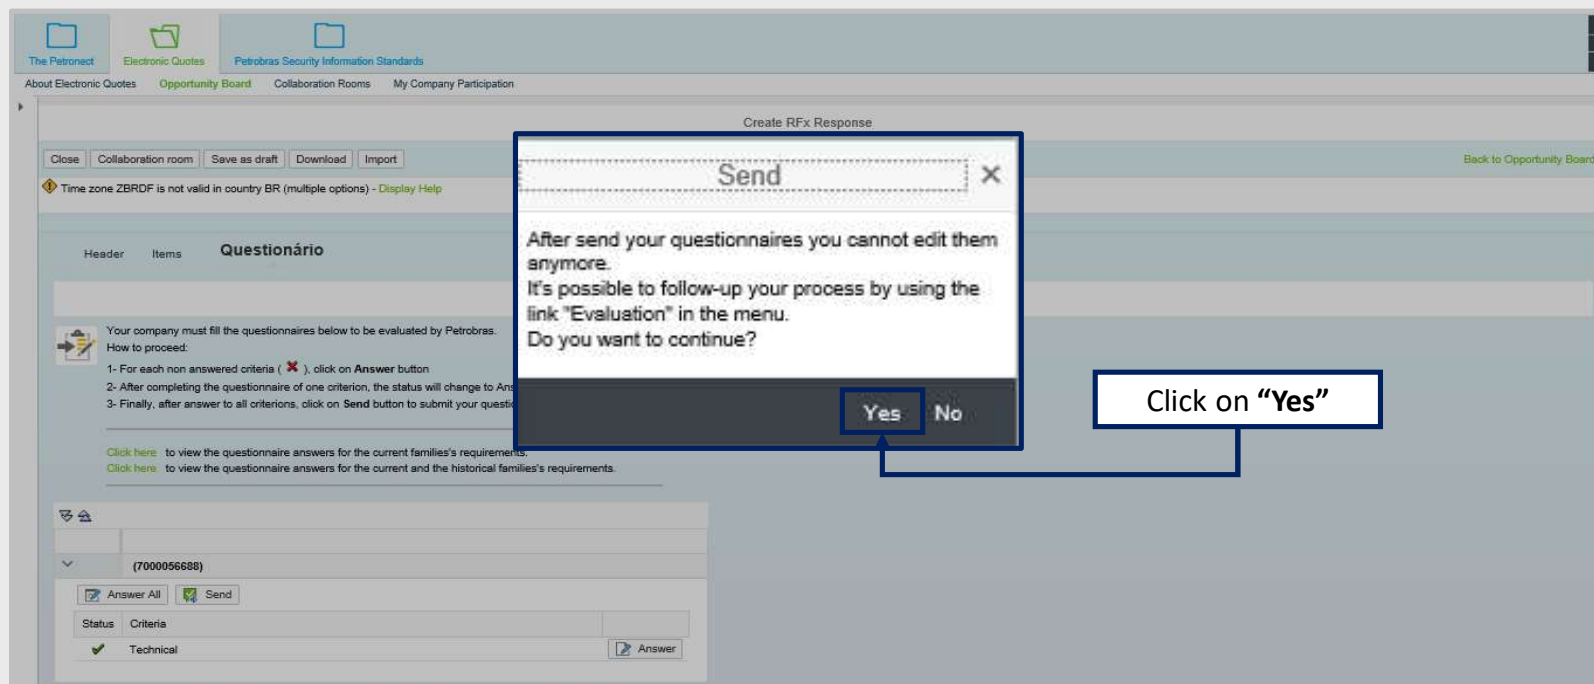 The Petronect
Electronic Quotes
Petrobras Security Information Standards
About Electronic Quotes Opportunity Board Collaboration Rooms My Company Participation
Create RFx Response
Close Collaboration room Save as draft Download Import
Back to Opportunity Board
Time zone ZBRDF is not valid in country BR (multiple options) - Display Help
Header Items Questionário
Your company must fill the questionnaires below to be evaluated by Petrobras.
How to proceed:
1- For each non answered criteria ( ✖ ), click on Answer button
2- After completing the questionnaire of one criterion, the status will change to
3- Finally, after answer to all criterions, click on Send button to submit your
Click here to view the questionnaire answers for the current families's requirements.
Click here to view the questionnaire answers for the current and the historical families's requirements.
(7000056688)
Answer All Send
Status Criteria
Technical Answer
Send ×
After send your questionnaires you cannot edit them
anymore.
It's possible to follow-up your process by using the
link "Evaluation" in the menu.
Do you want to continue?
Yes No
Click on “Yes”